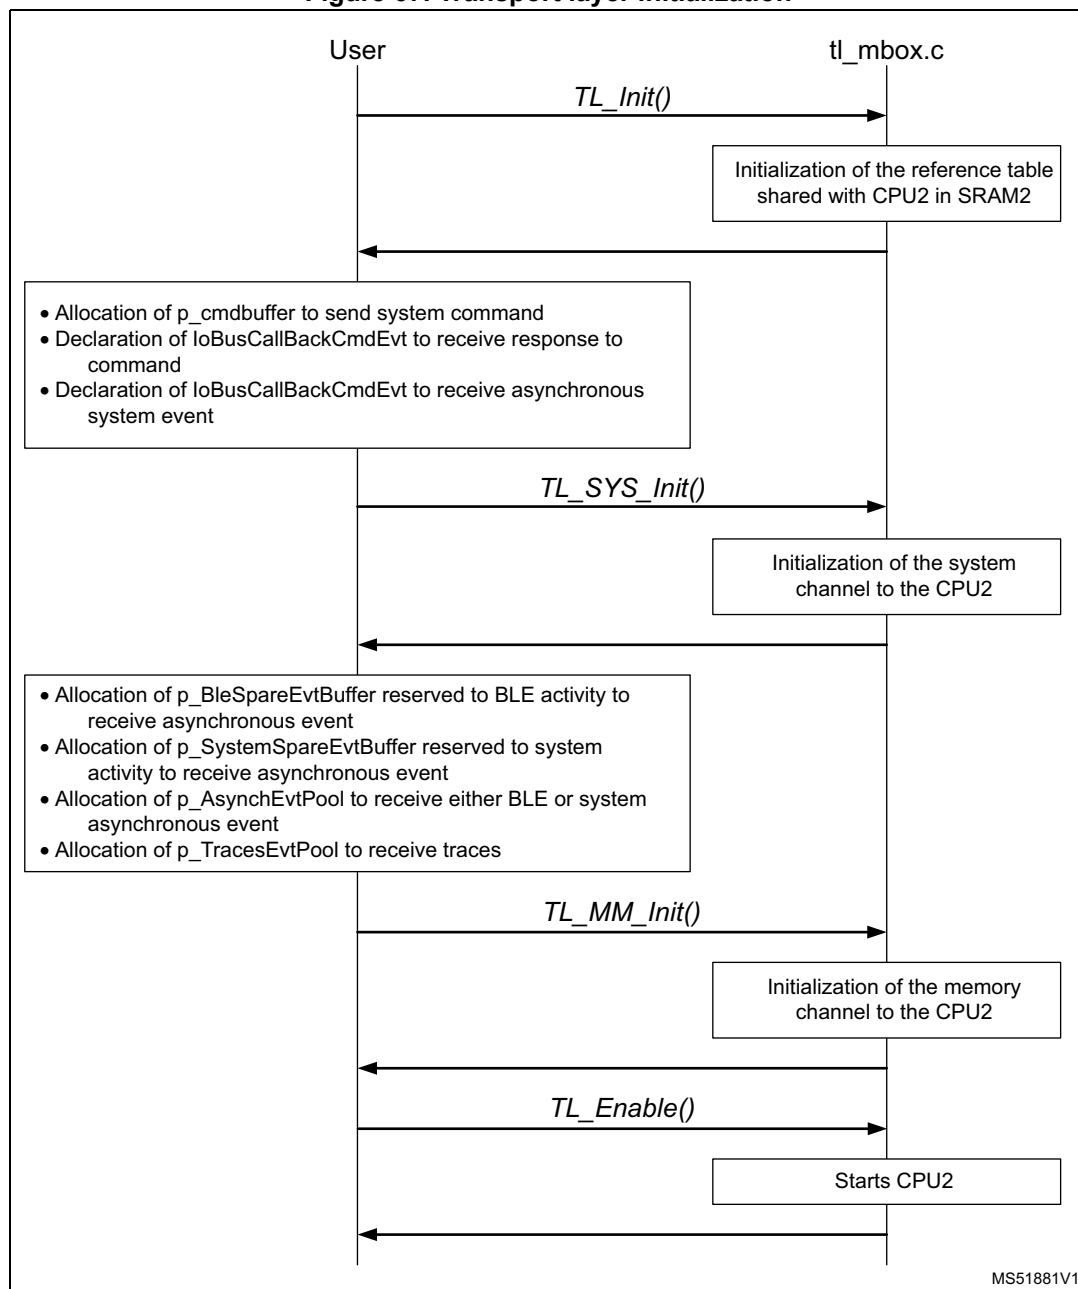 User tl_mbox.c
TL_Init()
Initialization of the reference table
shared with CPU2 in SRAM2
• Allocation of p_cmdbuffer to send system command
• Declaration of IoBusCallBackCmdEvt to receive response to
command
• Declaration of IoBusCallBackCmdEvt to receive asynchronous
system event
TL_SYS_Init()
Initialization of the system
channel to the CPU2
• Allocation of p_BleSpareEvtBuffer reserved to BLE activity to
receive asynchronous event
• Allocation of p_SystemSpareEvtBuffer reserved to system
activity to receive asynchronous event
• Allocation of p_AsynchEvtPool to receive either BLE or system
asynchronous event
• Allocation of p_TracesEvtPool to receive traces
TL_MM_Init()
Initialization of the memory
channel to the CPU2
TL_Enable()
Starts CPU2
MS51881V1